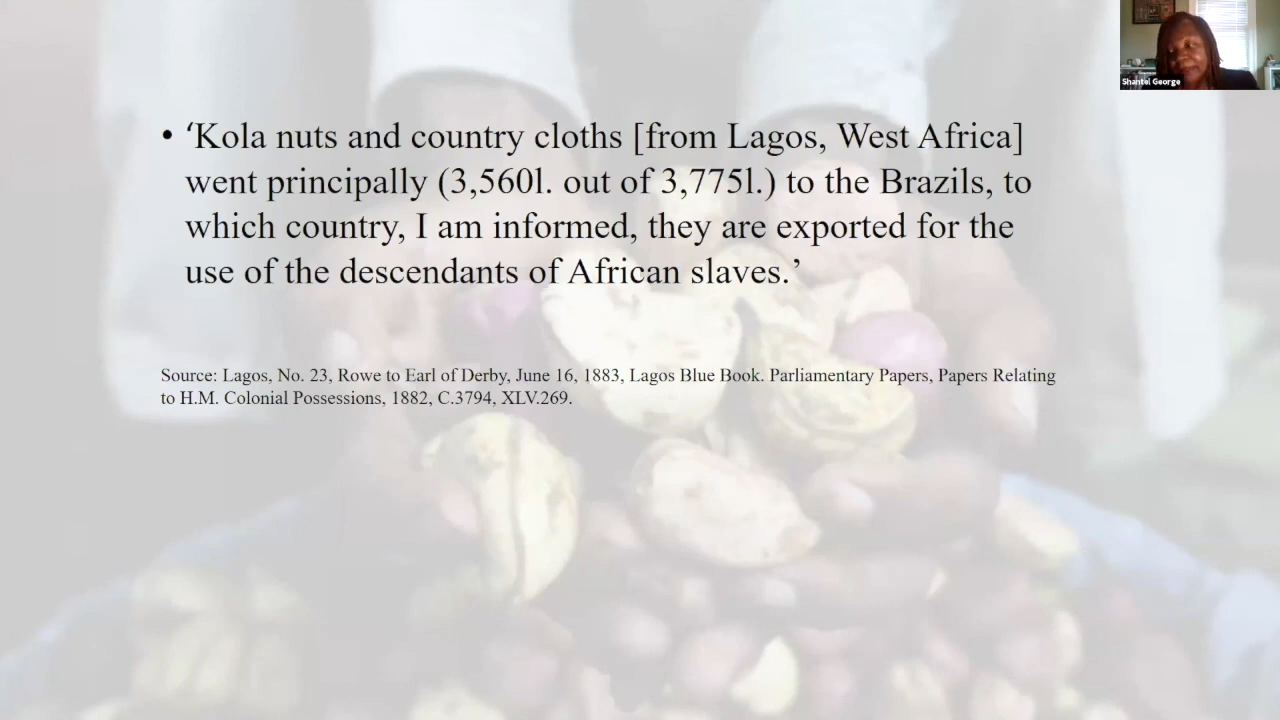 • ‘Kola nuts and country cloths [from Lagos, West Africa]
went principally (3,560l. out of 3,775l.) to the Brazils, to
which country, I am informed, they are exported for the
use of the descendants of African slaves.’
Source: Lagos, No. 23, Rowe to Earl of Derby, June 16, 1883, Lagos Blue Book. Parliamentary Papers, Papers Relating
to H.M. Colonial Possessions, 1882, C.3794, XLV.269.
Shantel George